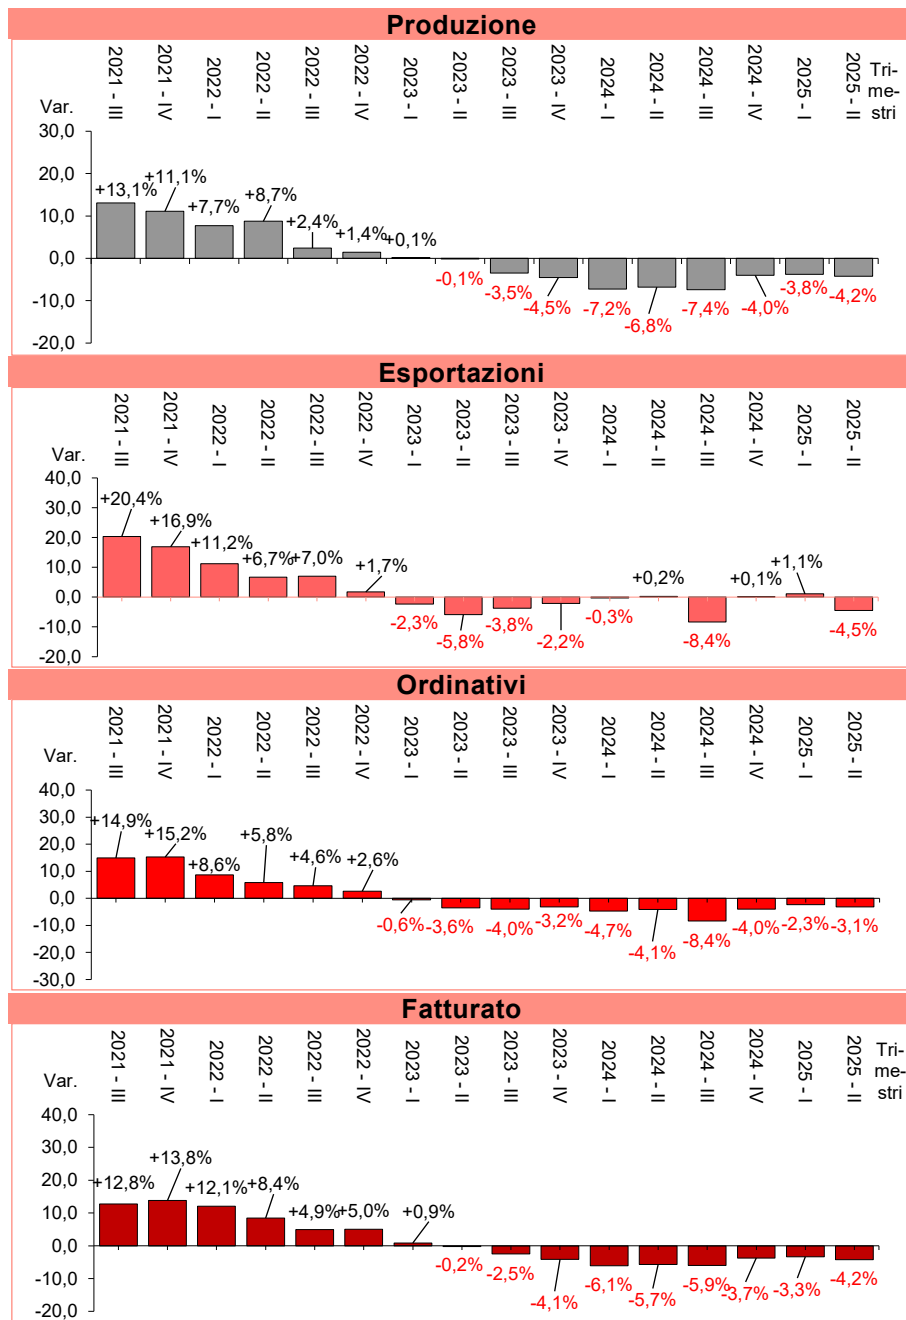 Produzione
2021 - III
2021 - IV
2022 - I
2022 - II
2022 - III
2022 - IV
2023 - I
2023 - II
2023 - III
2023 - IV
2024 - I
2024 - II
2024 - III
2024 - IV
2025 - I
2025 - II
Tri-
me-
stri
Var.
30,0
20,0
10,0
0,0
-10,0
-20,0
+13,1%
+11,1%
+7,7%
+8,7%
+2,4%
+1,4%
+0,1%
-0,1%
-3,5%
-4,5%
-7,2%
-6,8%
-7,4%
-4,0%
-3,8%
-4,2%
Esportazioni
2021 - III
2021 - IV
2022 - I
2022 - II
2022 - III
2022 - IV
2023 - I
2023 - II
2023 - III
2023 - IV
2024 - I
2024 - II
2024 - III
2024 - IV
2025 - I
2025 - II
Var.
40,0
30,0
20,0
10,0
0,0
-10,0
-20,0
+20,4%
+16,9%
+11,2%
+6,7%
+7,0%
+1,7%
-2,3%
-5,8%
-3,8%
-2,2%
-0,3%
+0,2%
-8,4%
+0,1%
+1,1%
-4,5%
Ordinativi
2021 - III
2021 - IV
2022 - I
2022 - II
2022 - III
2022 - IV
2023 - I
2023 - II
2023 - III
2023 - IV
2024 - I
2024 - II
2024 - III
2024 - IV
2025 - I
2025 - II
Var.
40,0
30,0
20,0
10,0
0,0
-10,0
-20,0
-30,0
+14,9%
+15,2%
+8,6%
+5,8%
+4,6%
+2,6%
-0,6%
-3,6%
-4,0%
-3,2%
-4,7%
-4,1%
-8,4%
-4,0%
-2,3%
-3,1%
Fatturato
2021 - III
2021 - IV
2022 - I
2022 - II
2022 - III
2022 - IV
2023 - I
2023 - II
2023 - III
2023 - IV
2024 - I
2024 - II
2024 - III
2024 - IV
2025 - I
2025 - II
Tri-
me-
stri
Var.
40,0
30,0
20,0
10,0
0,0
-10,0
-20,0
+12,8%
+13,8%
+12,1%
+8,4%
+4,9%
+5,0%
+0,9%
-0,2%
-2,5%
-4,1%
-6,1%
-5,7%
-5,9%
-3,7%
-3,3%
-4,2%